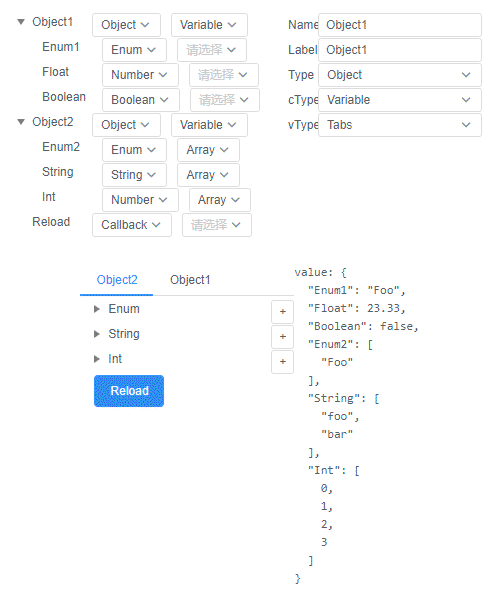 Object1 Object Variable
Enum1 Enum 请选择
Float Number 请选择
Boolean Boolean 请选择
Object2 Object Variable
Enum2 Enum Array
String String Array
Int Number Array
Reload Callback 请选择
Name Object1
Label Object1
Type Object
cType Variable
vType Tabs
Object2 Object1
Enum +
String +
Int +
Reload
value: {
"Enum1": "Foo",
"Float": 23.33,
"Boolean": false,
"Enum2": [
"Foo"
],
"String": [
"foo",
"bar"
],
"Int": [
0,
1,
2,
3
]
}